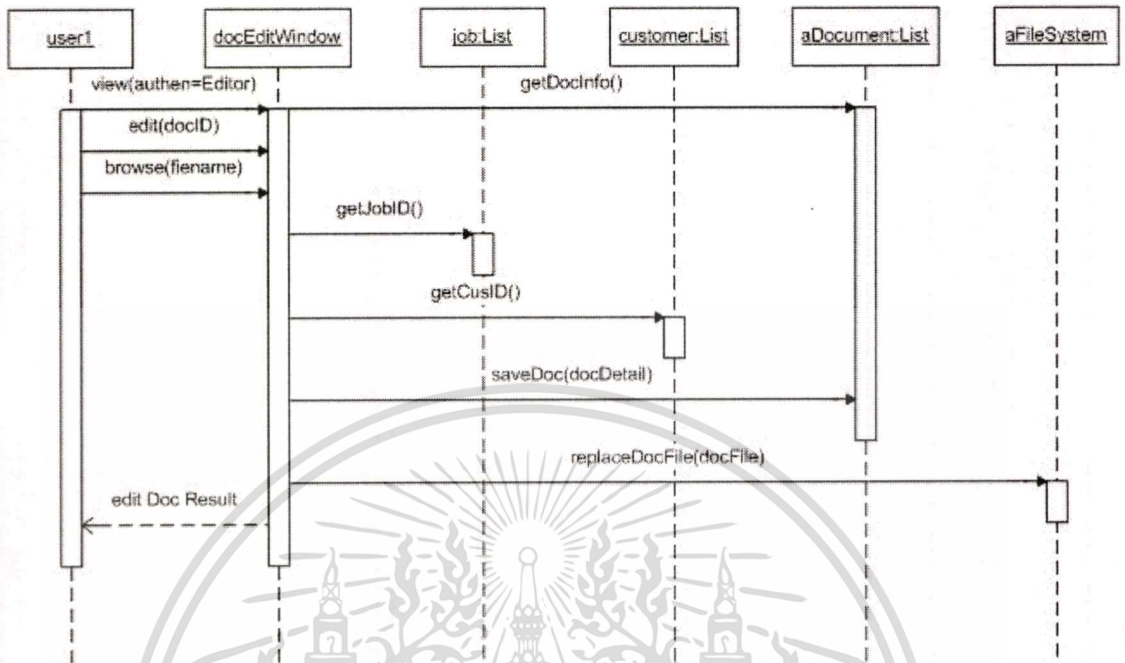 user1
docEditWindow
job:List
customer:List
aDocument:List
aFileSystem
view(authen=Editor)
getDocInfo()
edit(docID)
browse(fiename)
getJobID()
getCusID()
saveDoc(docDetail)
replaceDocFile(docFile)
edit Doc Result